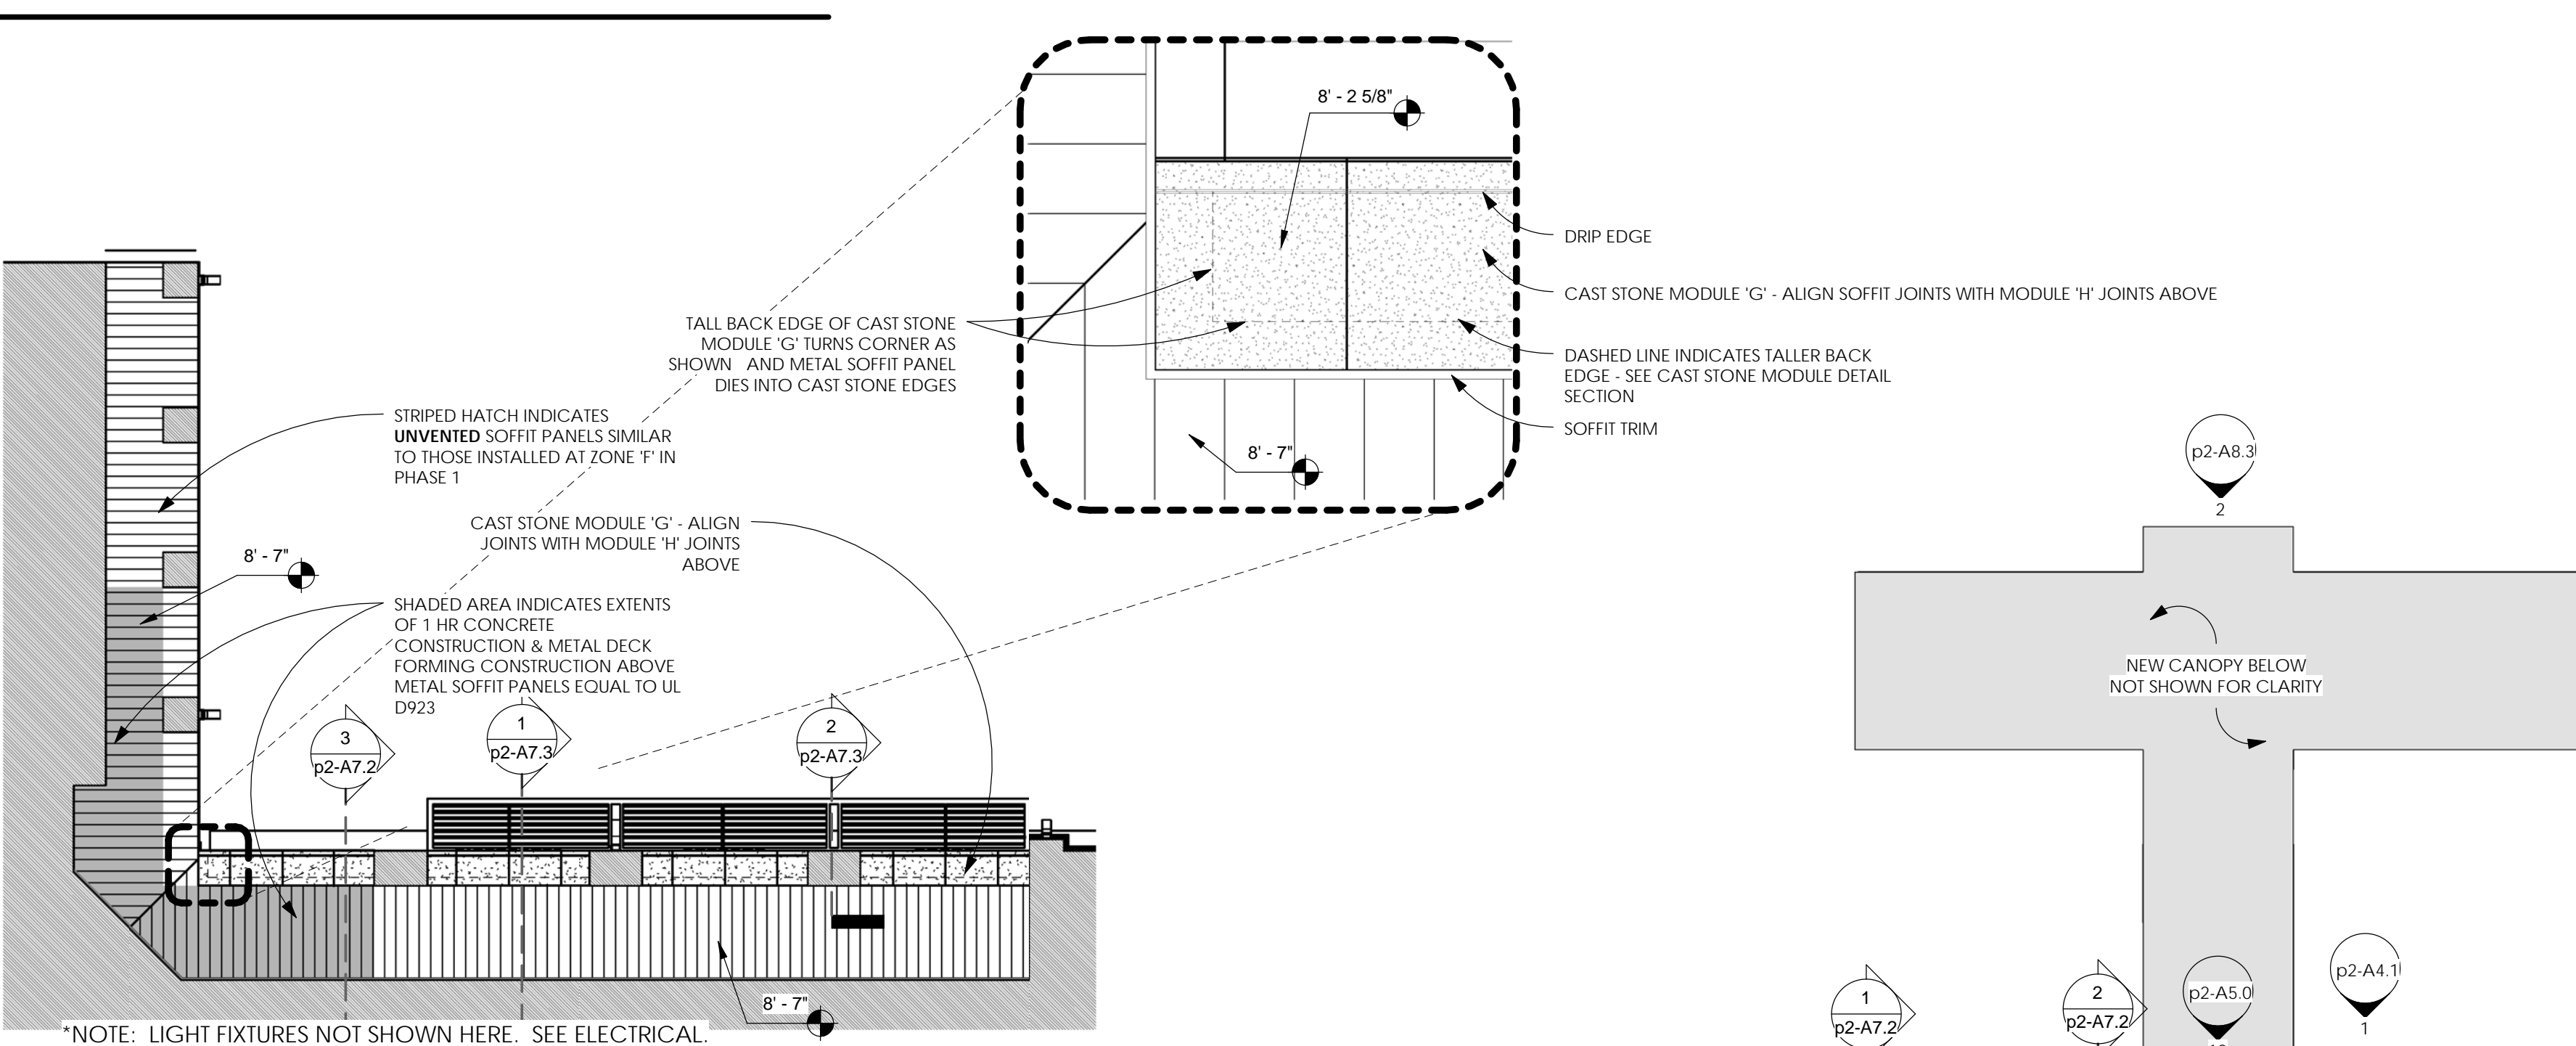 8' - 2 5/8"
DRIP EDGE
CAST STONE MODULE 'G' - ALIGN SOFFIT JOINTS WITH MODULE 'H' JOINTS ABOVE
TALL BACK EDGE OF CAST STONE
MODULE 'G' TURNS CORNER AS
SHOWN AND METAL SOFFIT PANEL
DIES INTO CAST STONE EDGES
DASHED LINE INDICATES TALLER BACK
EDGE - SEE CAST STONE MODULE DETAIL
SECTION
SOFFIT TRIM
8' - 7"
STRIPED HATCH INDICATES
UNVENTED SOFFIT PANELS SIMILAR
TO THOSE INSTALLED AT ZONE 'F' IN
PHASE 1
CAST STONE MODULE 'G' - ALIGN
JOINTS WITH MODULE 'H' JOINTS
ABOVE
8' - 7"
SHADED AREA INDICATES EXTENTS
OF 1 HR CONCRETE
CONSTRUCTION & METAL DECK
FORMING CONSTRUCTION ABOVE
METAL SOFFIT PANELS EQUAL TO UL
D923
3
p2-A7.2
1
p2-A7.3
2
p2-A7.3
8' - 7"
*NOTE: LIGHT FIXTURES NOT SHOWN HERE. SEE ELECTRICAL.
p2-A8.3
2
NEW CANOPY BELOW
NOT SHOWN FOR CLARITY
1
p2-A7.2
2
p2-A7.2
p2-A5.0
p2-A4.1
1